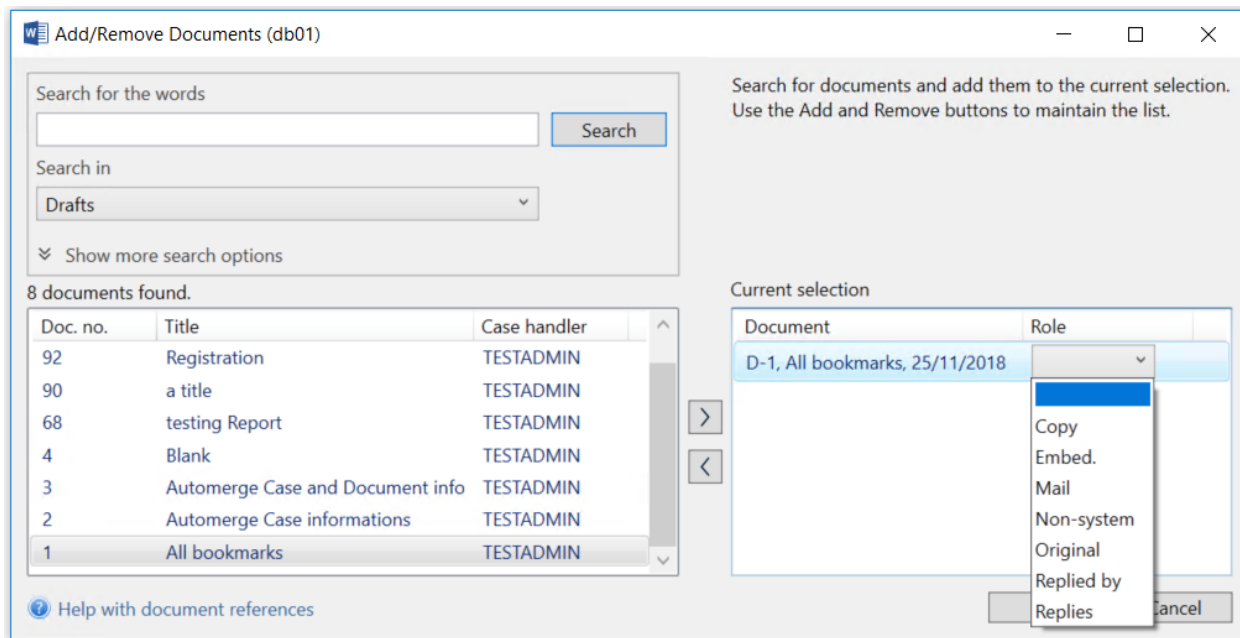 Add/Remove Documents (db01)
Search for the words
Search
Search in
Drafts
Show more search options
Search for documents and add them to the current selection.
Use the Add and Remove buttons to maintain the list.
8 documents found.
Doc. no. Title Case handler
92 Registration TESTADMIN
90 a title TESTADMIN
68 testing Report TESTADMIN
4 Blank TESTADMIN
3 Automerge Case and Document info TESTADMIN
2 Automerge Case informations TESTADMIN
1 All bookmarks TESTADMIN
>
<
Current selection
Document Role
D-1, All bookmarks, 25/11/2018
Copy
Embed.
Mail
Non-system
Original
Replied by
Replies
Help with document references
Cancel